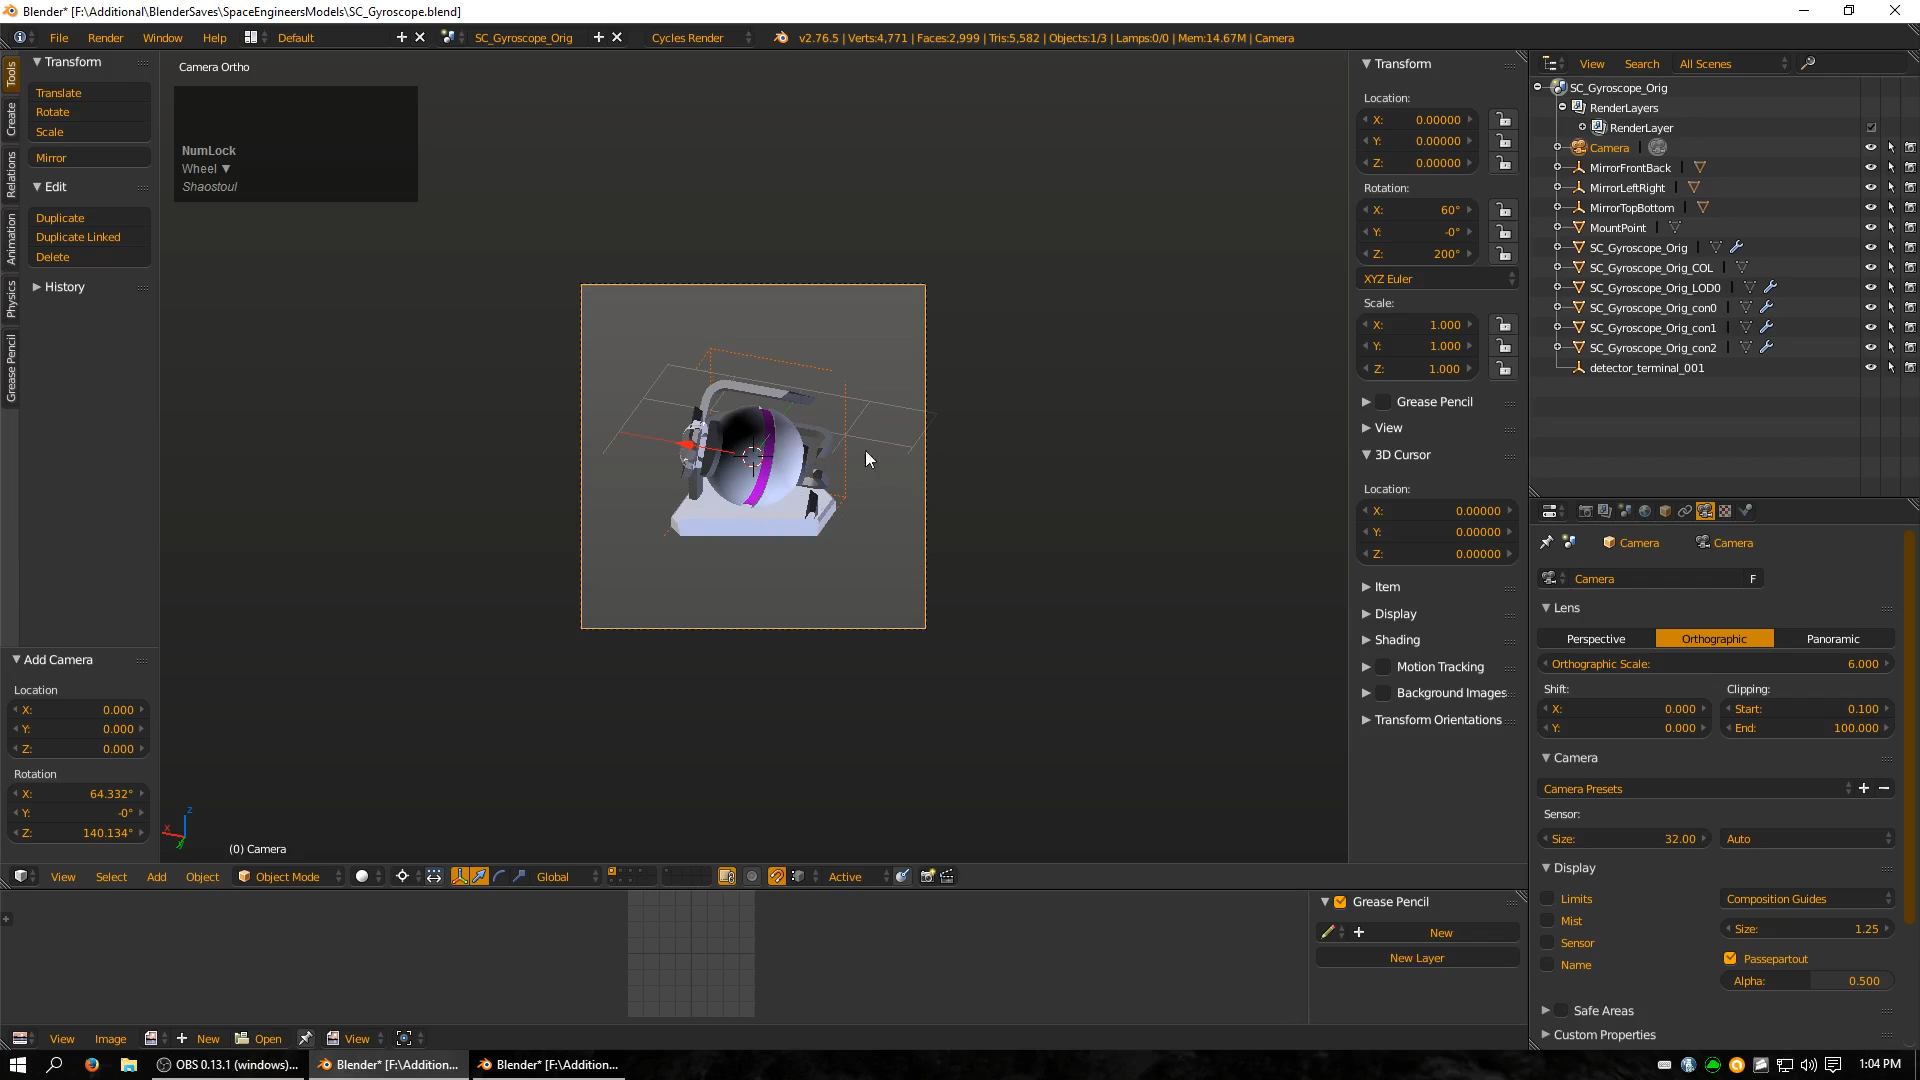 Blender* [F:\Additional\BlenderSaves\SpaceEngineersModels\SC_Gyroscope.blend]
File Render Window Help Default SC_Gyroscope_Orig Cycles Render v2.76.5 | Verts:4,771 | Faces:2,999 | Tris:5,582 | Objects:1/3 | Lamps:0/0 | Mem:14.67M | Camera
Tools
Create
Relations
Animation
Physics
Grease Pencil
Transform
Translate
Rotate
Scale
Mirror
Edit
Duplicate
Duplicate Linked
Delete
History
Add Camera
Location
X: 0.000
Y: 0.000
Z: 0.000
Rotation
X: 64.332°
Y: -0°
Z: 140.134°
Camera Ortho
NumLock
Wheel ▼
Shaostoul
z
x
y
(0) Camera
View Select Add Object Object Mode Global Active
Transform
Location:
X: 0.00000
Y: 0.00000
Z: 0.00000
Rotation:
X: 60°
Y: -0°
Z: 200°
XYZ Euler
Scale:
X: 1.000
Y: 1.000
Z: 1.000
Grease Pencil
View
3D Cursor
Location:
X: 0.00000
Y: 0.00000
Z: 0.00000
Item
Display
Shading
Motion Tracking
Background Images
Transform Orientations
View Search All Scenes
SC_Gyroscope_Orig
RenderLayers
RenderLayer
Camera
MirrorFrontBack
MirrorLeftRight
MirrorTopBottom
MountPoint
SC_Gyroscope_Orig
SC_Gyroscope_Orig_COL
SC_Gyroscope_Orig_LOD0
SC_Gyroscope_Orig_con0
SC_Gyroscope_Orig_con1
SC_Gyroscope_Orig_con2
detector_terminal_001
Camera Camera
Camera F
Lens
Perspective Orthographic Panoramic
Orthographic Scale: 6.000
Shift: Clipping:
X: 0.000 Start: 0.100
Y: 0.000 End: 100.000
Camera
Camera Presets
Sensor:
Size: 32.00 Auto
Display
Limits Composition Guides
Mist Size: 1.25
Sensor
Name Passepartout
Alpha: 0.500
Safe Areas
Custom Properties
Grease Pencil
New
New Layer
View Image New Open View
OBS 0.13.1 (windows)... Blender* [F:\Addition... Blender* [F:\Addition... 1:04 PM